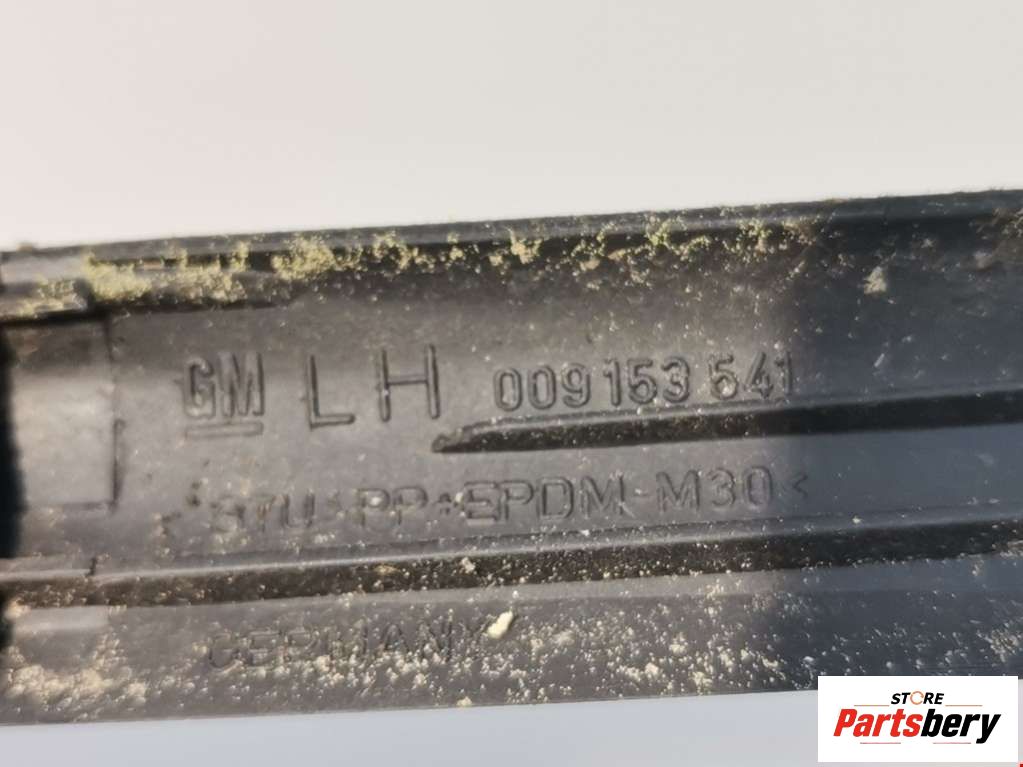 GM LH 009153541
PP+EPDM-M30<
GERMANY
STORE
Partsbery